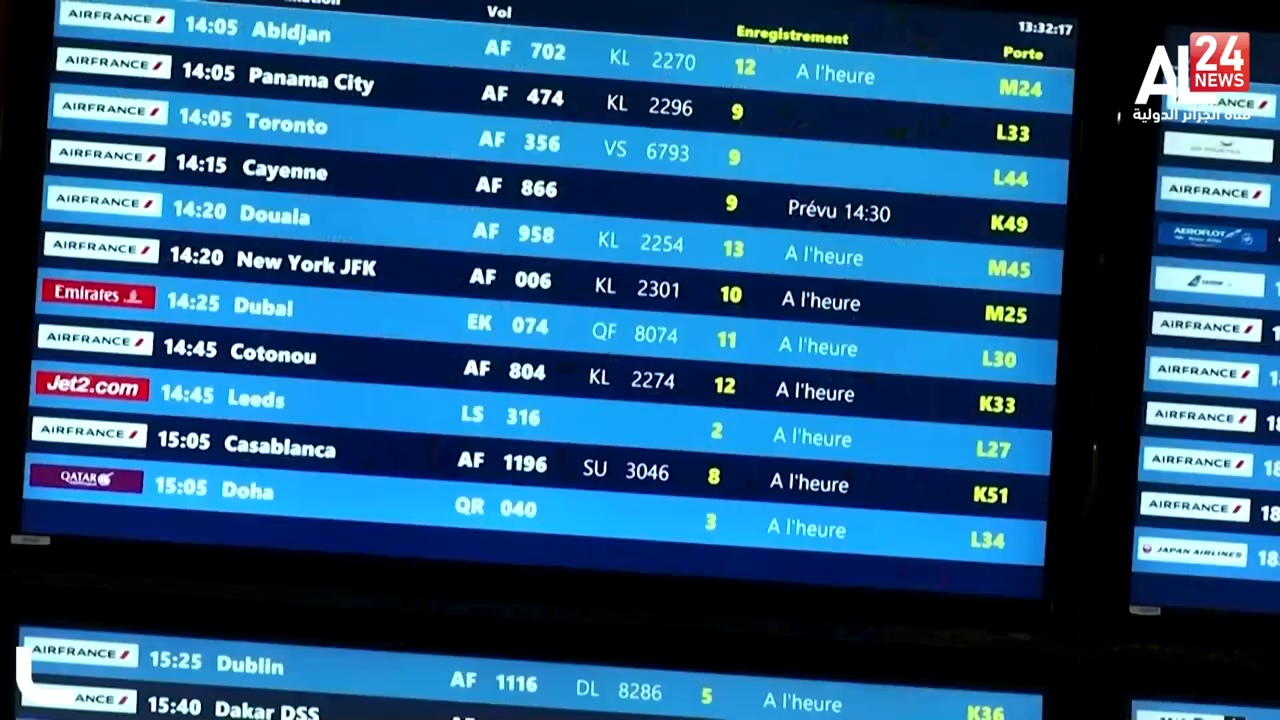 Vol
Enregistrement
13:32:17
Porte
AIRFRANCE 14:05 Abidjan AF 702 KL 2270 12 A l'heure M24
AIRFRANCE 14:05 Panama City AF 474 KL 2296 9 L33
AIRFRANCE 14:05 Toronto AF 356 VS 6793 9 L44
AIRFRANCE 14:15 Cayenne AF 866 9 Prévu 14:30 K49
AIRFRANCE 14:20 Douala AF 958 KL 2254 13 A l'heure M45
AIRFRANCE 14:20 New York JFK AF 006 KL 2301 10 A l'heure M25
Emirates 14:25 Dubai EK 074 QF 8074 11 A l'heure L30
AIRFRANCE 14:45 Cotonou AF 804 KL 2274 12 A l'heure K33
Jet2.com 14:45 Leeds LS 316 2 A l'heure L27
AIRFRANCE 15:05 Casablanca AF 1196 SU 3046 8 A l'heure K51
QATAR 15:05 Doha QR 040 3 A l'heure L34
AIRFRANCE 15:25 Dublin AF 1116 DL 8286 5 A l'heure K36
ANCE 15:40 Dakar DSS
AL24 NEWS
قناة الجزائر الدولية
ANCE
AIRFRANCE
AEROFLOT
AIRFRANCE
AIRFRANCE
AIRFRANCE
AIRFRANCE 18
AIRFRANCE 18
JAPAN AIRLINES 18